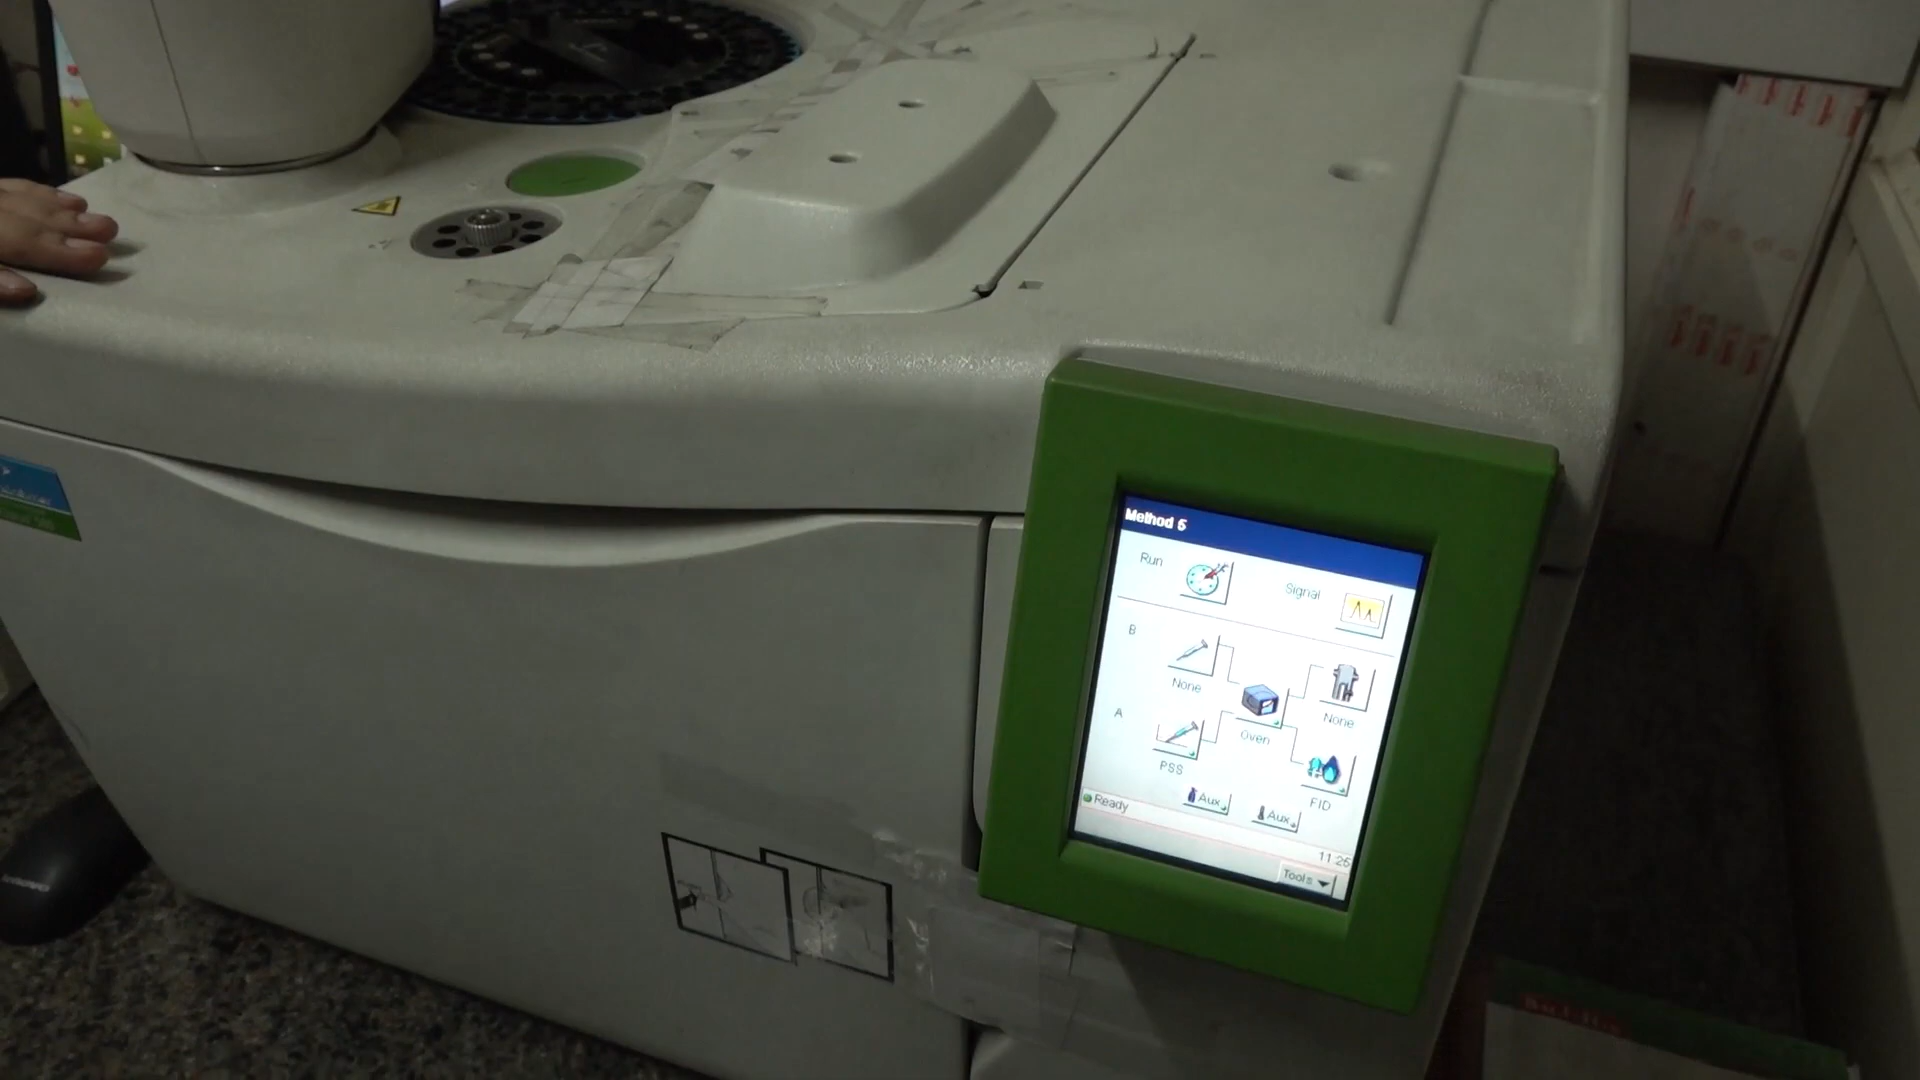 Method 5
Run
Signal
B
None
None
A
Oven
PSS
FID
Aux
Aux
Ready
11:25
Tools